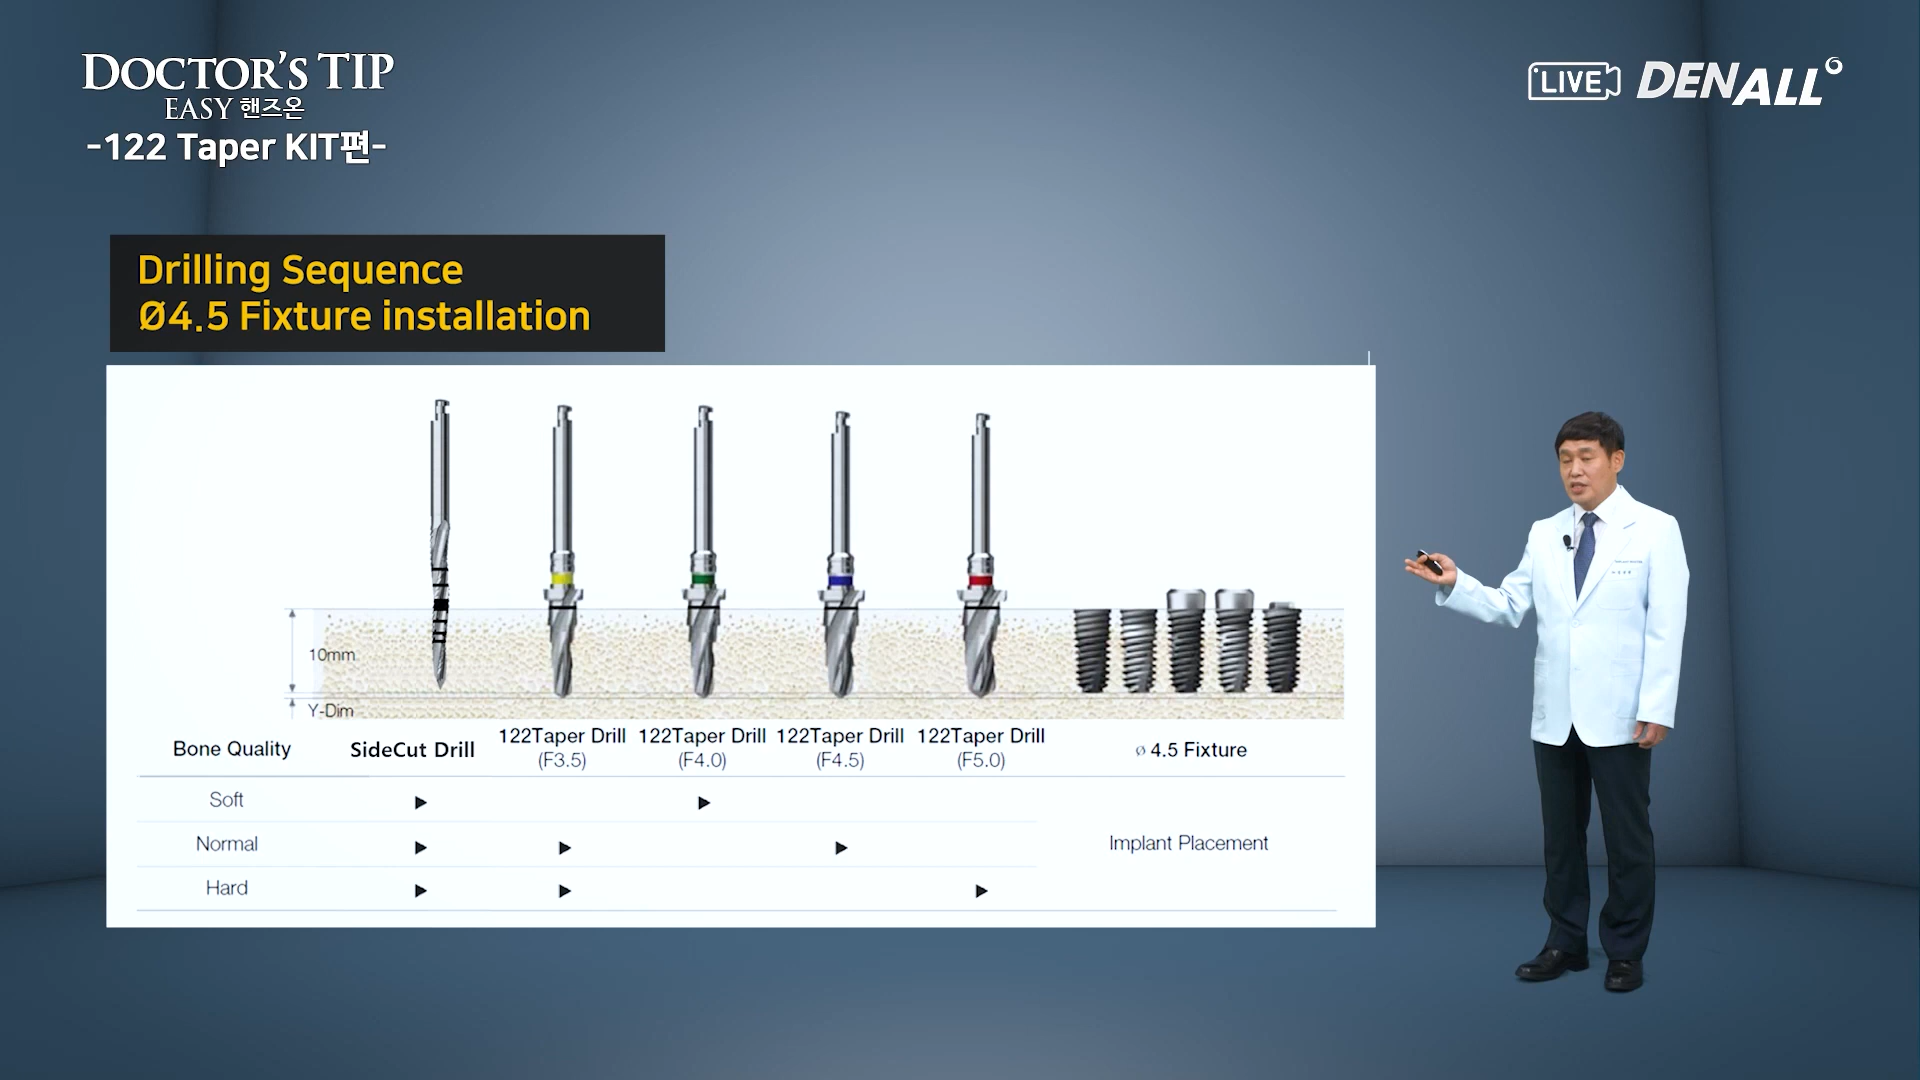 DOCTOR'S TIP
EASY 핸즈온
-122 Taper KIT편-
LIVE DENALL
Drilling Sequence
Ø4.5 Fixture installation
10mm
Y-Dim
Bone Quality
SideCut Drill
122Taper Drill
(F3.5)
122Taper Drill
(F4.0)
122Taper Drill
(F4.5)
122Taper Drill
(F5.0)
ø 4.5 Fixture
Soft
Normal
Hard
Implant Placement